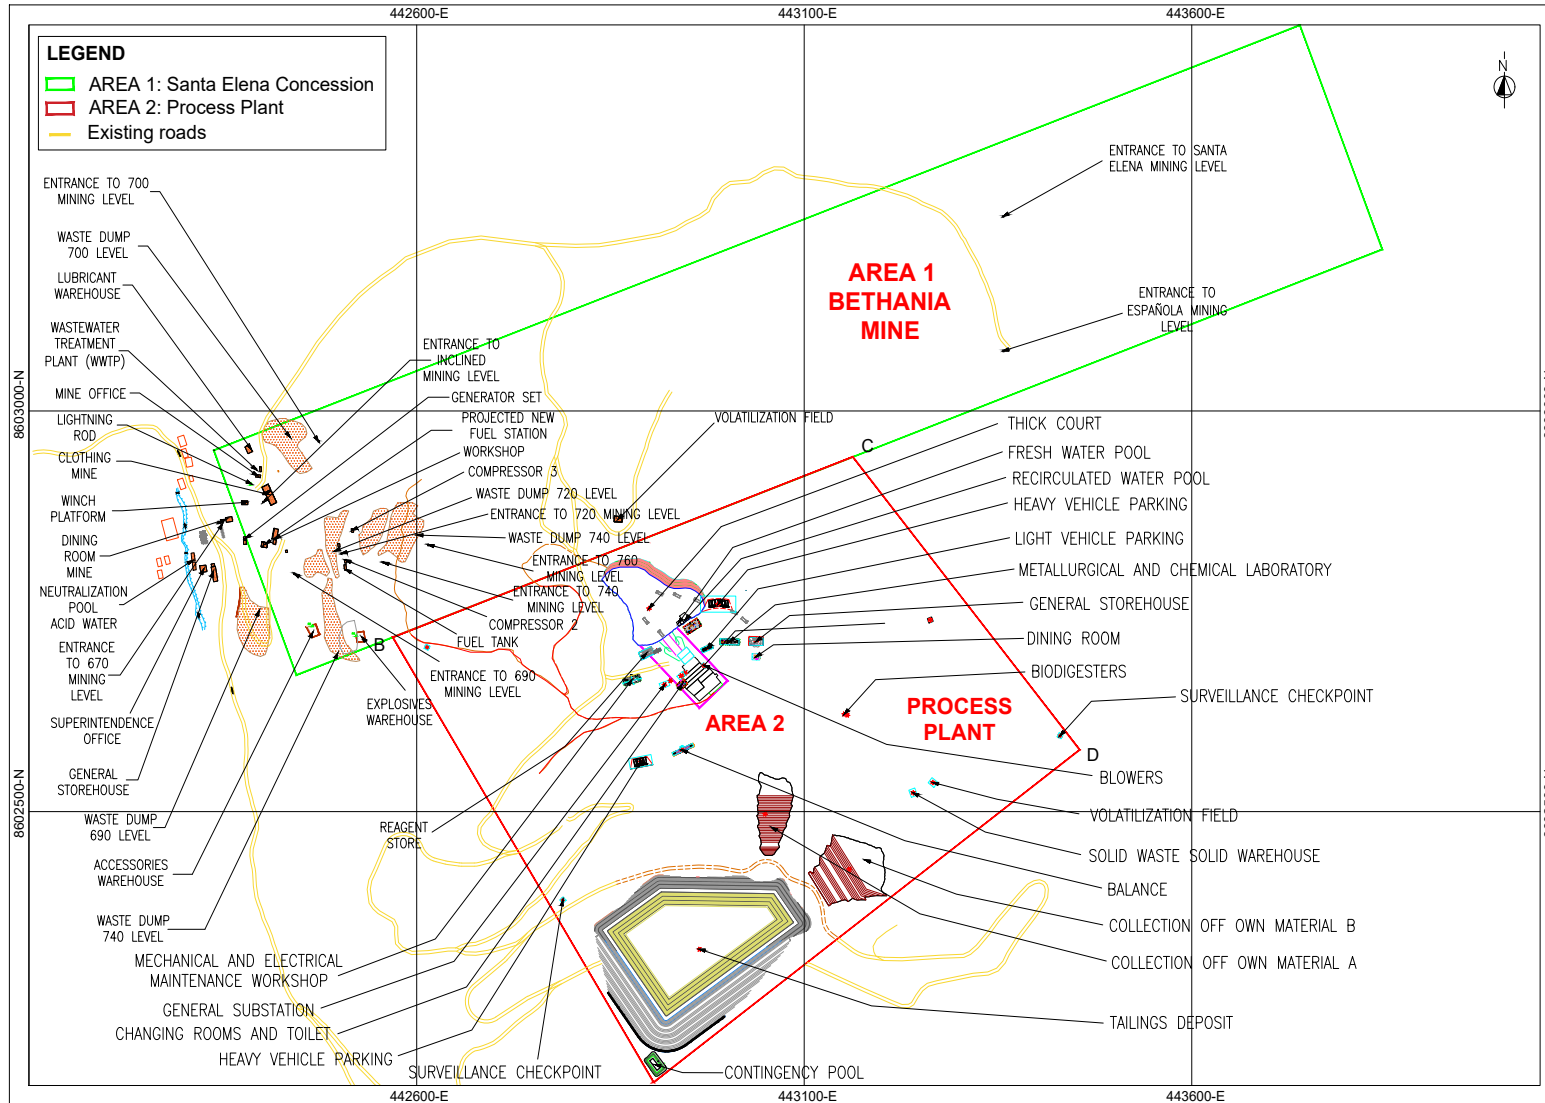 442600-E
443100-E
443600-E
LEGEND
AREA 1: Santa Elena Concession
AREA 2: Process Plant
Existing roads
N
ENTRANCE TO SANTA
ELENA MINING LEVEL
ENTRANCE TO 700
MINING LEVEL
WASTE DUMP
700 LEVEL
LUBRICANT
WAREHOUSE
WASTEWATER
TREATMENT
PLANT (WWTP)
MINE OFFICE
LIGHTNING
ROD
CLOTHING
MINE
WINCH
PLATFORM
DINING
ROOM
MINE
NEUTRALIZATION
POOL
ACID WATER
ENTRANCE
TO 670
MINING
LEVEL
SUPERINTENDENCE
OFFICE
GENERAL
STOREHOUSE
WASTE DUMP
690 LEVEL
ACCESSORIES
WAREHOUSE
WASTE DUMP
740 LEVEL
8603000-N
8602500-N
AREA 1
BETHANIA
MINE
ENTRANCE TO
ESPAÑOLA MINING
LEVEL
ENTRANCE TO
INCLINED
MINING LEVEL
GENERATOR SET
PROJECTED NEW
FUEL STATION
WORKSHOP
COMPRESSOR 3
WASTE DUMP 720 LEVEL
ENTRANCE TO 720 MINING LEVEL
WASTE DUMP 740 LEVEL
ENTRANCE TO 760
MINING LEVEL
ENTRANCE TO 740
MINING LEVEL
COMPRESSOR 2
FUEL TANK
ENTRANCE TO 690
MINING LEVEL
EXPLOSIVES
WAREHOUSE
B
VOLATILIZATION FIELD
C
THICK COURT
FRESH WATER POOL
RECIRCULATED WATER POOL
HEAVY VEHICLE PARKING
LIGHT VEHICLE PARKING
METALLURGICAL AND CHEMICAL LABORATORY
GENERAL STOREHOUSE
DINING ROOM
BIODIGESTERS
SURVEILLANCE CHECKPOINT
AREA 2
PROCESS
PLANT
D
BLOWERS
VOLATILIZATION FIELD
SOLID WASTE SOLID WAREHOUSE
BALANCE
COLLECTION OFF OWN MATERIAL B
COLLECTION OFF OWN MATERIAL A
TAILINGS DEPOSIT
REAGENT
STORE
MECHANICAL AND ELECTRICAL
MAINTENANCE WORKSHOP
GENERAL SUBSTATION
CHANGING ROOMS AND TOILET
HEAVY VEHICLE PARKING
SURVEILLANCE CHECKPOINT
CONTINGENCY POOL
442600-E
443100-E
443600-E